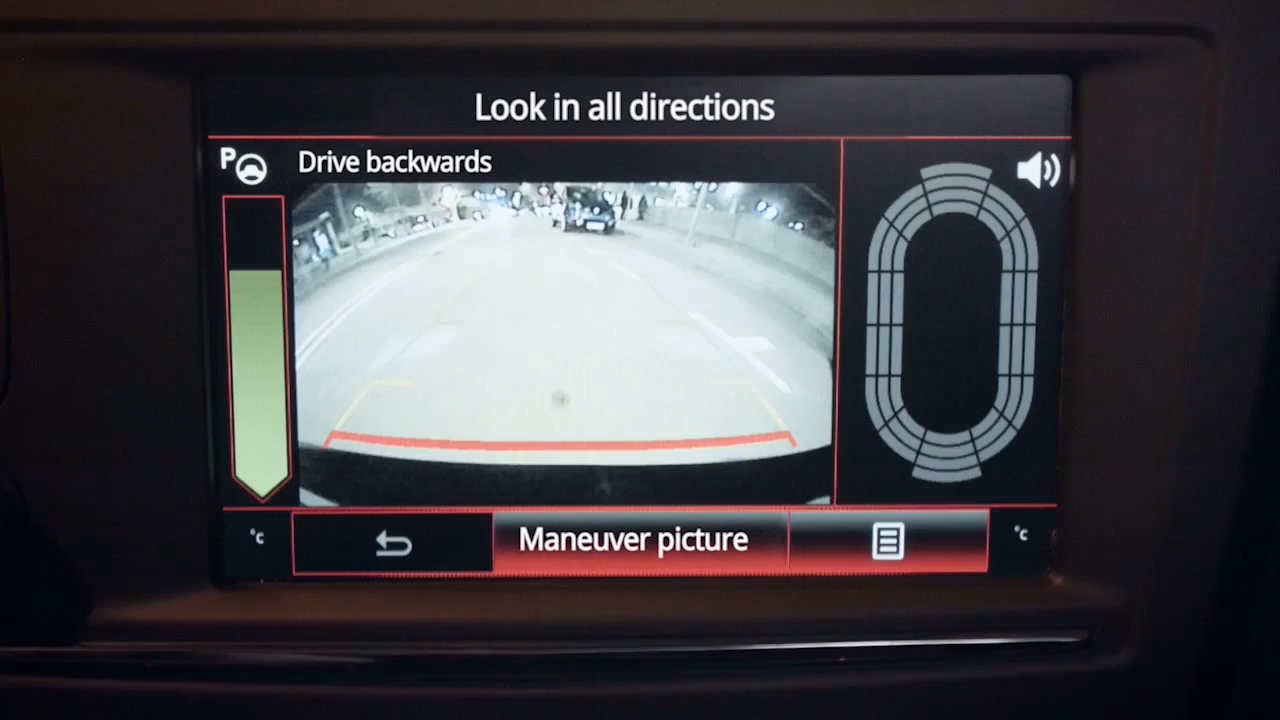 Look in all directions
P
Drive backwards
°c
Maneuver picture
°c